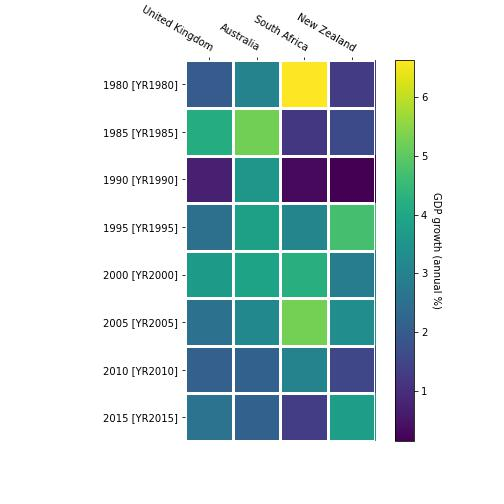 United Kingdom
Australia
South Africa
New Zealand
1980 [YR1980]
1985 [YR1985]
1990 [YR1990]
1995 [YR1995]
2000 [YR2000]
2005 [YR2005]
2010 [YR2010]
2015 [YR2015]
6
5
4
3
2
1
GDP growth (annual %)